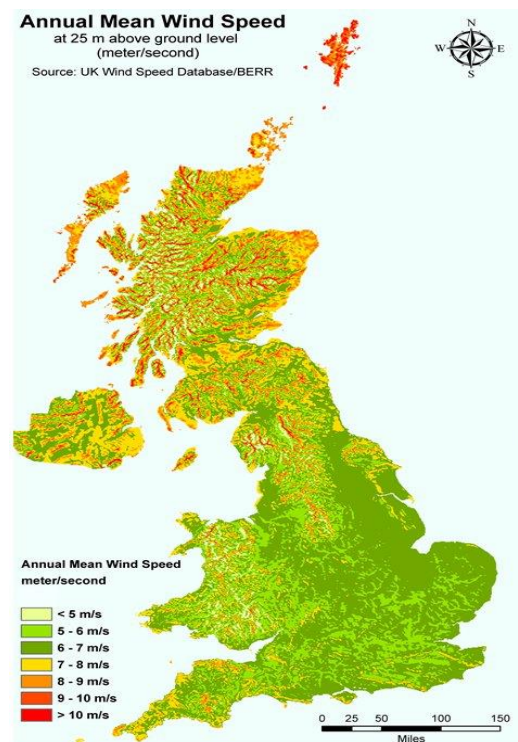 Annual Mean Wind Speed
at 25 m above ground level
(meter/second)
Source: UK Wind Speed Database/BERR
N
W E
S
Annual Mean Wind Speed
meter/second
< 5 m/s
5 - 6 m/s
6 - 7 m/s
7 - 8 m/s
8 - 9 m/s
9 - 10 m/s
> 10 m/s
0 25 50 100 150
Miles